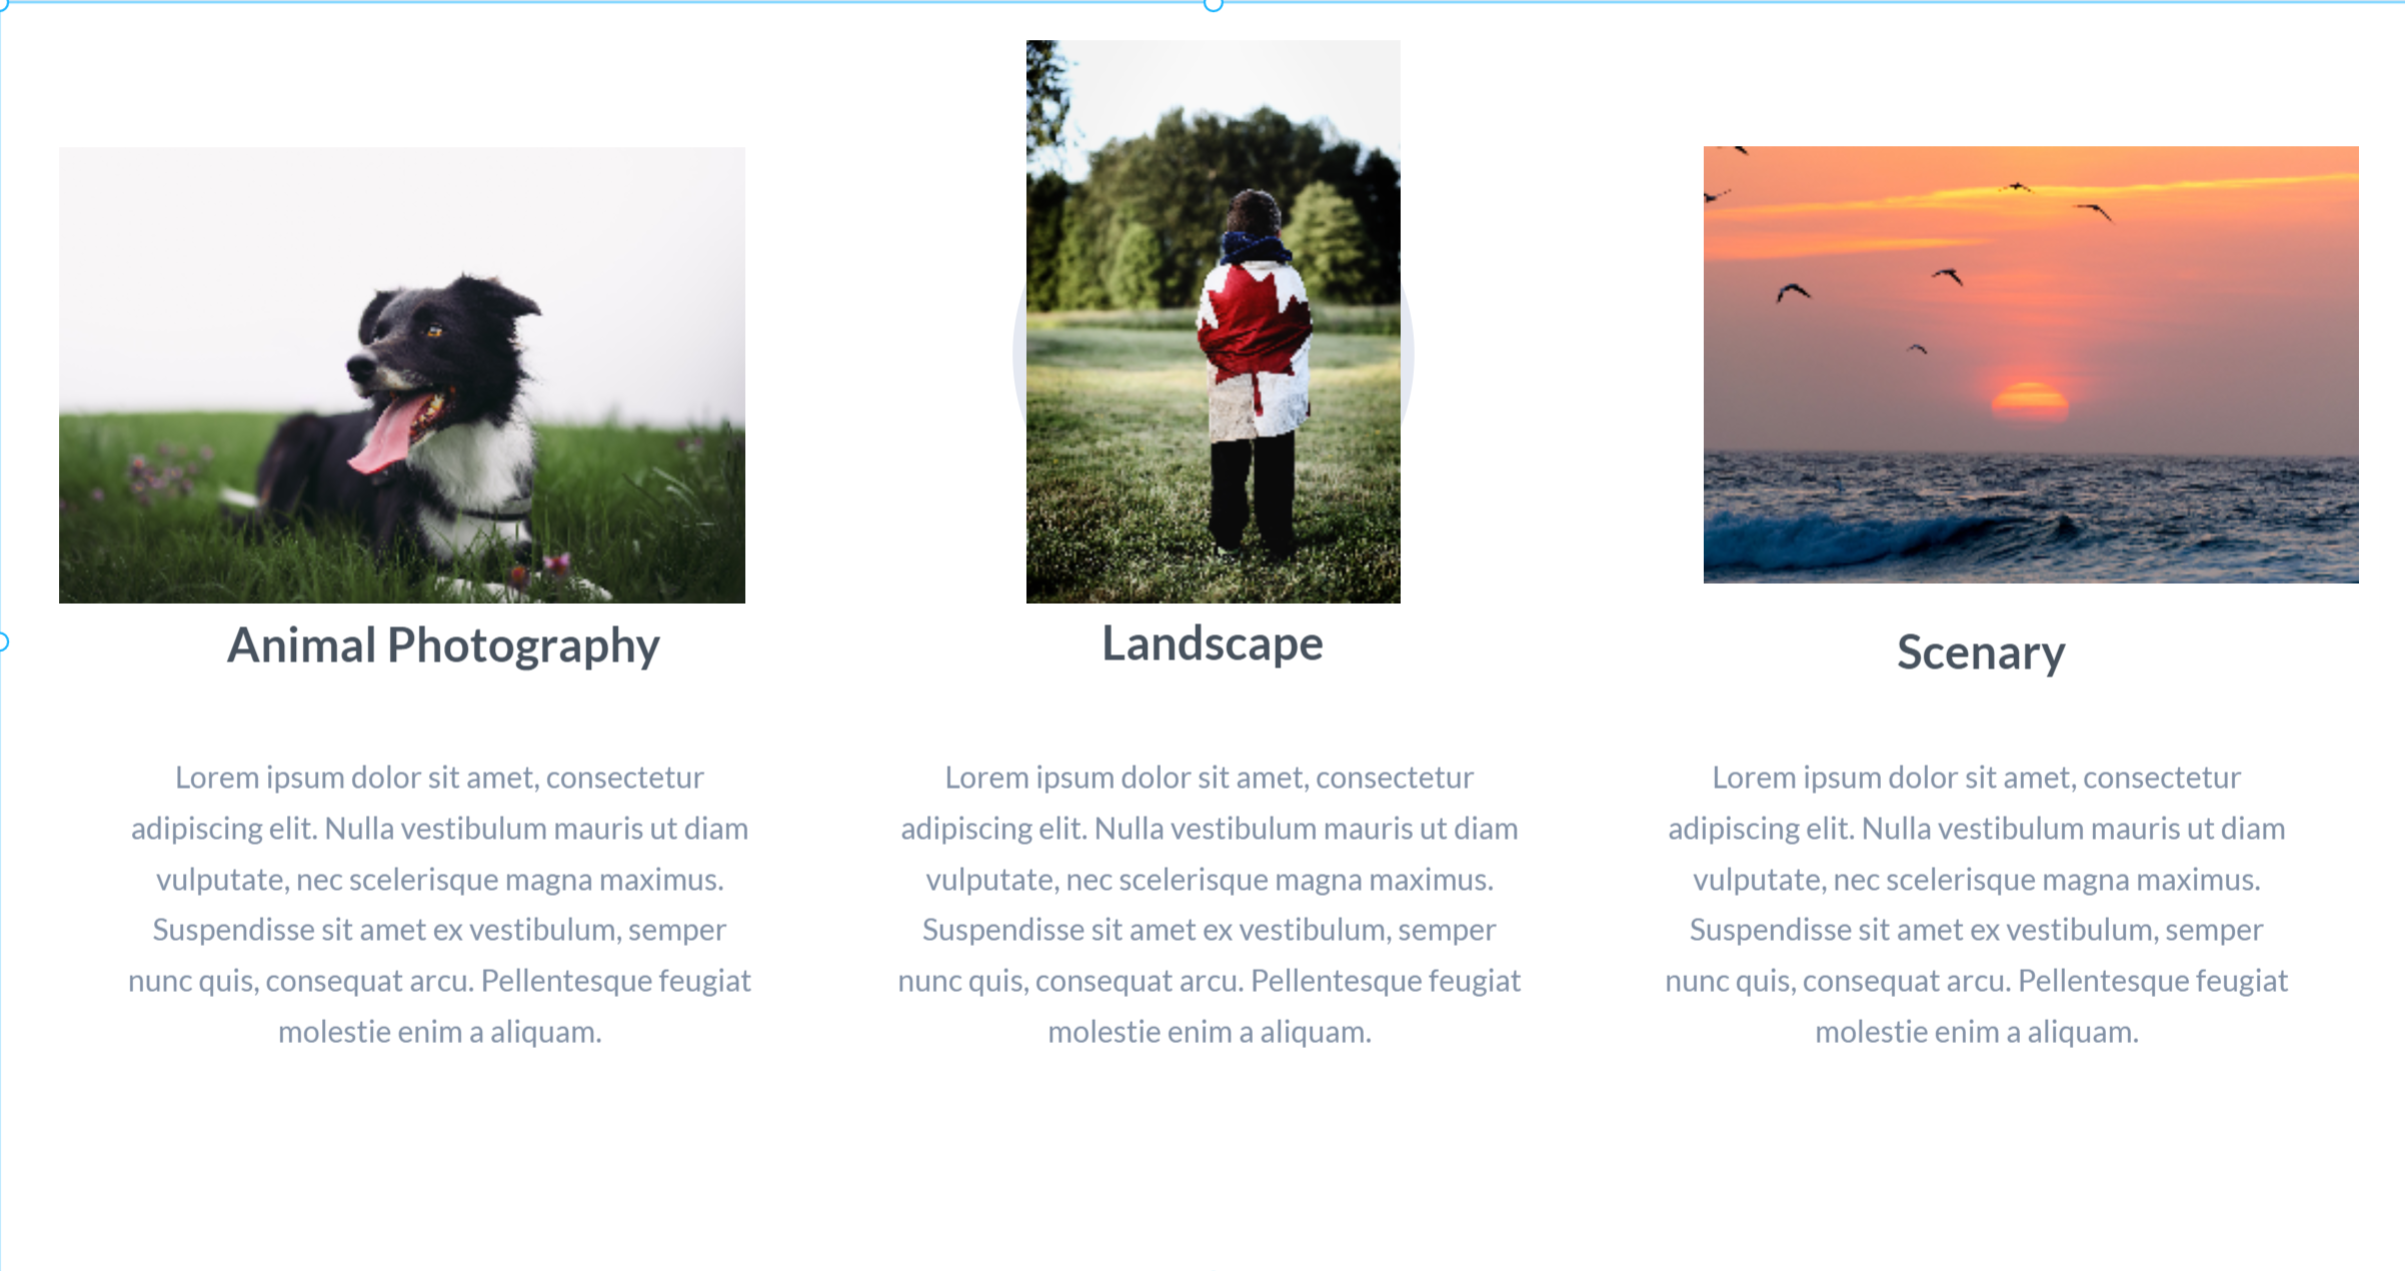 Animal Photography
Lorem ipsum dolor sit amet, consectetur
adipiscing elit. Nulla vestibulum mauris ut diam
vulputate, nec scelerisque magna maximus.
Suspendisse sit amet ex vestibulum, semper
nunc quis, consequat arcu. Pellentesque feugiat
molestie enim a aliquam.
Landscape
Lorem ipsum dolor sit amet, consectetur
adipiscing elit. Nulla vestibulum mauris ut diam
vulputate, nec scelerisque magna maximus.
Suspendisse sit amet ex vestibulum, semper
nunc quis, consequat arcu. Pellentesque feugiat
molestie enim a aliquam.
Scenary
Lorem ipsum dolor sit amet, consectetur
adipiscing elit. Nulla vestibulum mauris ut diam
vulputate, nec scelerisque magna maximus.
Suspendisse sit amet ex vestibulum, semper
nunc quis, consequat arcu. Pellentesque feugiat
molestie enim a aliquam.